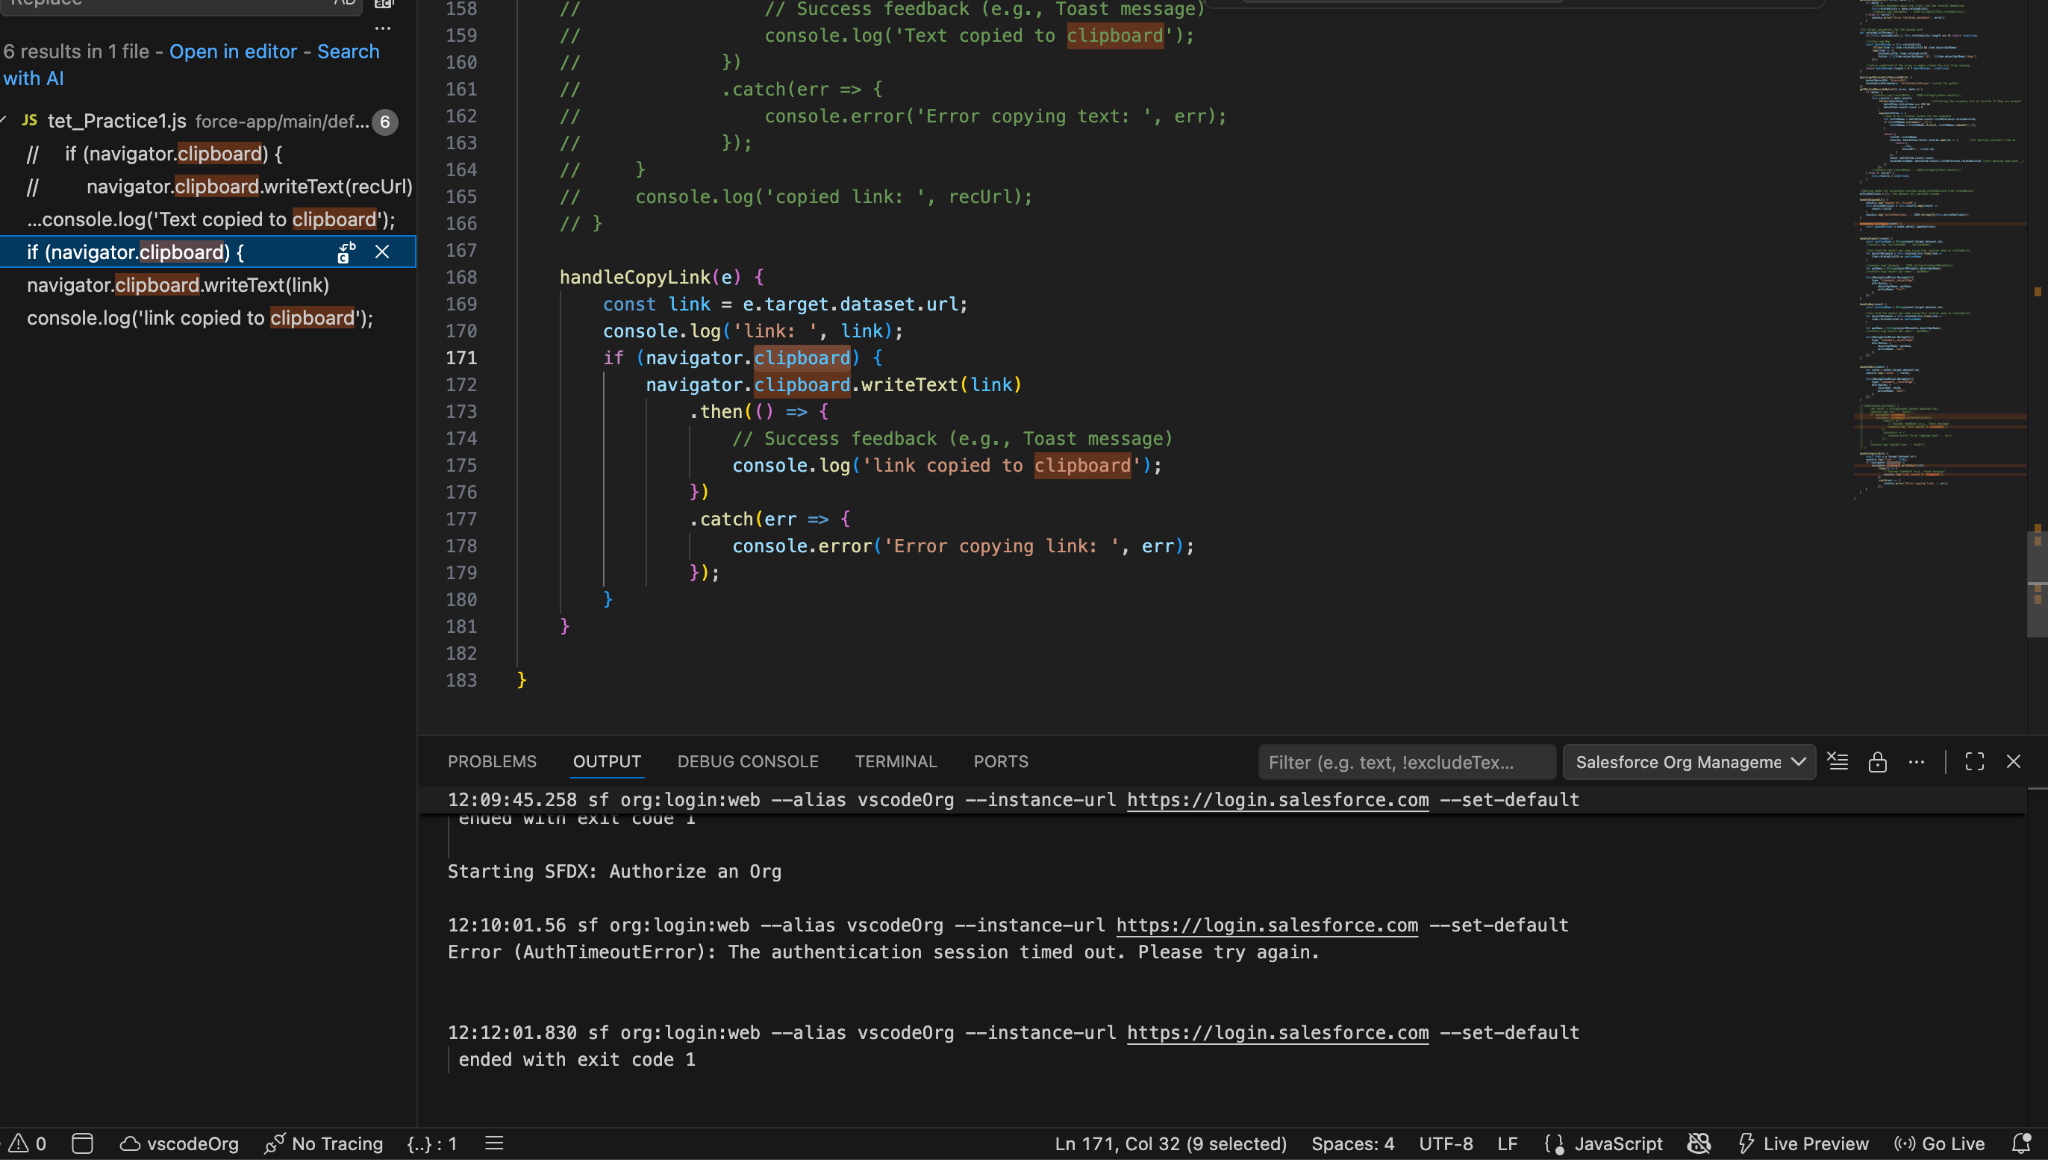 Replace AB
6 results in 1 file - Open in editor - Search
with AI
JS tet_Practice1.js force-app/main/def... 6
// if (navigator.clipboard) {
// navigator.clipboard.writeText(recUrl)
...console.log('Text copied to clipboard');
if (navigator.clipboard) {
navigator.clipboard.writeText(link)
console.log('link copied to clipboard');
158 // // Success feedback (e.g., Toast message)
159 // console.log('Text copied to clipboard');
160 // })
161 // .catch(err => {
162 // console.error('Error copying text: ', err);
163 // });
164 // }
165 // console.log('copied link: ', recUrl);
166 // }
167
168 handleCopyLink(e) {
169 const link = e.target.dataset.url;
170 console.log('link: ', link);
171 if (navigator.clipboard) {
172 navigator.clipboard.writeText(link)
173 .then(() => {
174 // Success feedback (e.g., Toast message)
175 console.log('link copied to clipboard');
176 })
177 .catch(err => {
178 console.error('Error copying link: ', err);
179 });
180 }
181 }
182
183 }
PROBLEMS OUTPUT DEBUG CONSOLE TERMINAL PORTS Filter (e.g. text, !excludeTex... Salesforce Org Manageme
12:09:45.258 sf org:login:web --alias vscodeOrg --instance-url https://login.salesforce.com --set-default
ended with exit code 1
Starting SFDX: Authorize an Org
12:10:01.56 sf org:login:web --alias vscodeOrg --instance-url https://login.salesforce.com --set-default
Error (AuthTimeoutError): The authentication session timed out. Please try again.
12:12:01.830 sf org:login:web --alias vscodeOrg --instance-url https://login.salesforce.com --set-default
ended with exit code 1
0 vscodeOrg No Tracing {..} : 1 Ln 171, Col 32 (9 selected) Spaces: 4 UTF-8 LF JavaScript Live Preview Go Live